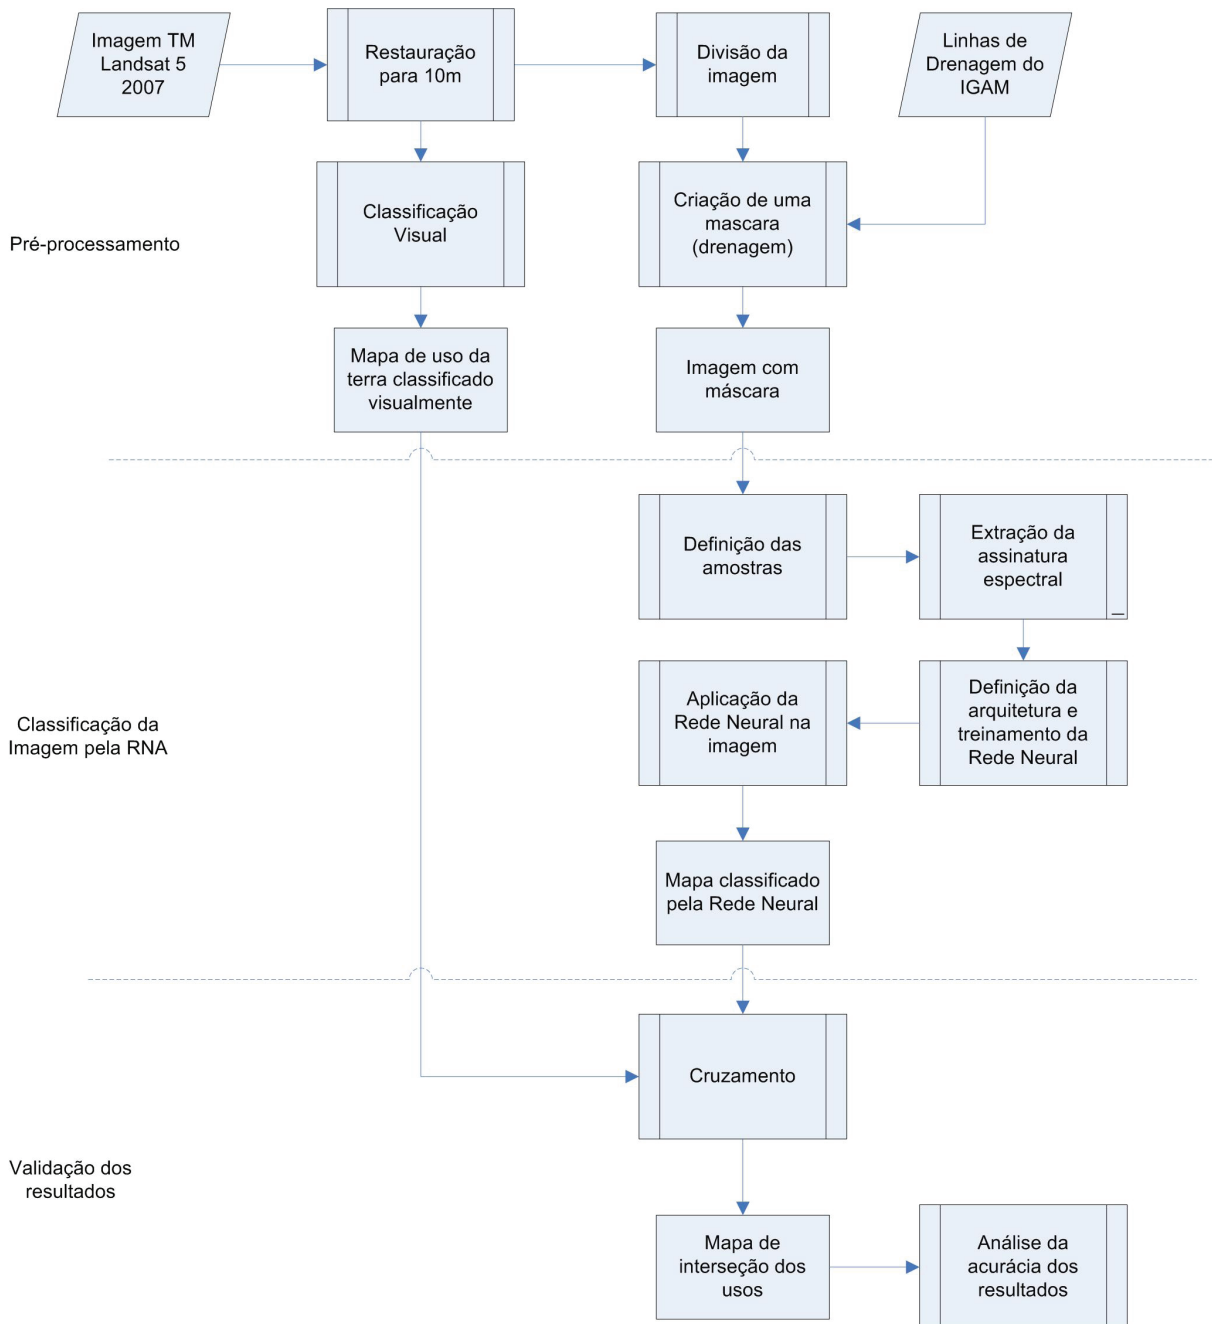 Imagem TM
Landsat 5
2007
Restauração
para 10m
Divisão da
imagem
Linhas de
Drenagem do
IGAM
Pré-processamento
Classificação
Visual
Criação de uma
mascara
(drenagem)
Mapa de uso da
terra classificado
visualmente
Imagem com
máscara
Classificação da
Imagem pela RNA
Definição das
amostras
Extração da
assinatura
espectral
Aplicação da
Rede Neural na
imagem
Definição da
arquitetura e
treinamento da
Rede Neural
Mapa classificado
pela Rede Neural
Validação dos
resultados
Cruzamento
Mapa de
interseção dos
usos
Análise da
acurácia dos
resultados